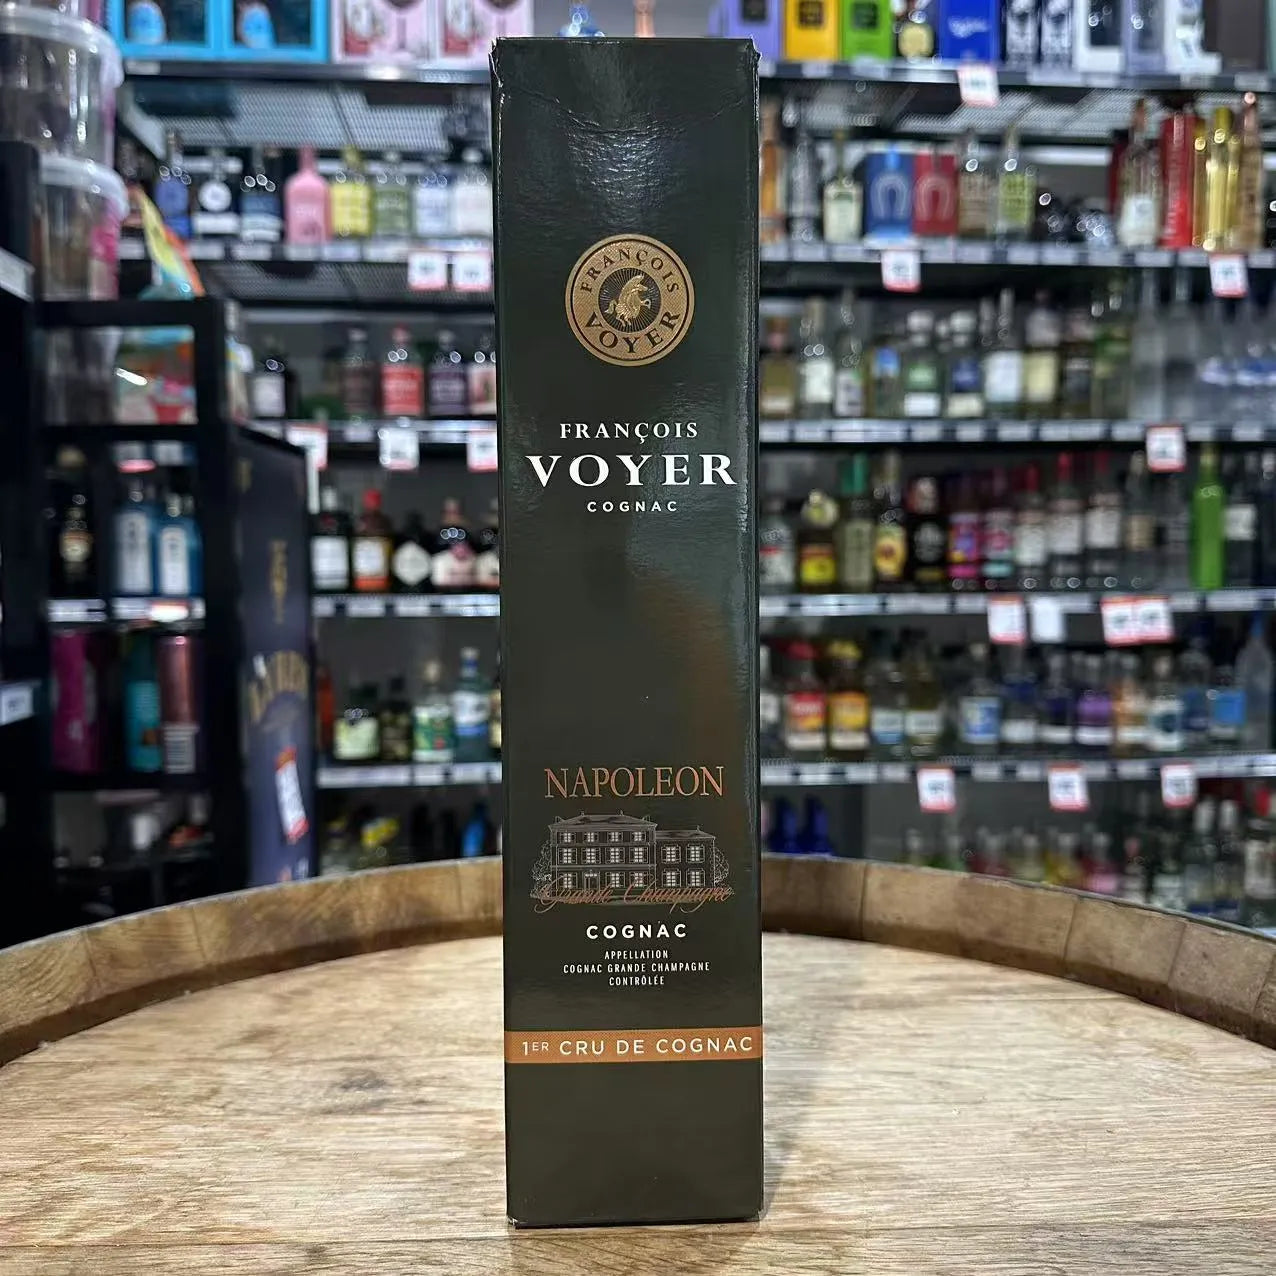 FRANÇOIS
VOYER
FRANÇOIS
VOYER
COGNAC
NAPOLEON
Grande Champagne
COGNAC
APPELLATION
COGNAC GRANDE CHAMPAGNE
CONTRÔLÉE
1ER CRU DE COGNAC